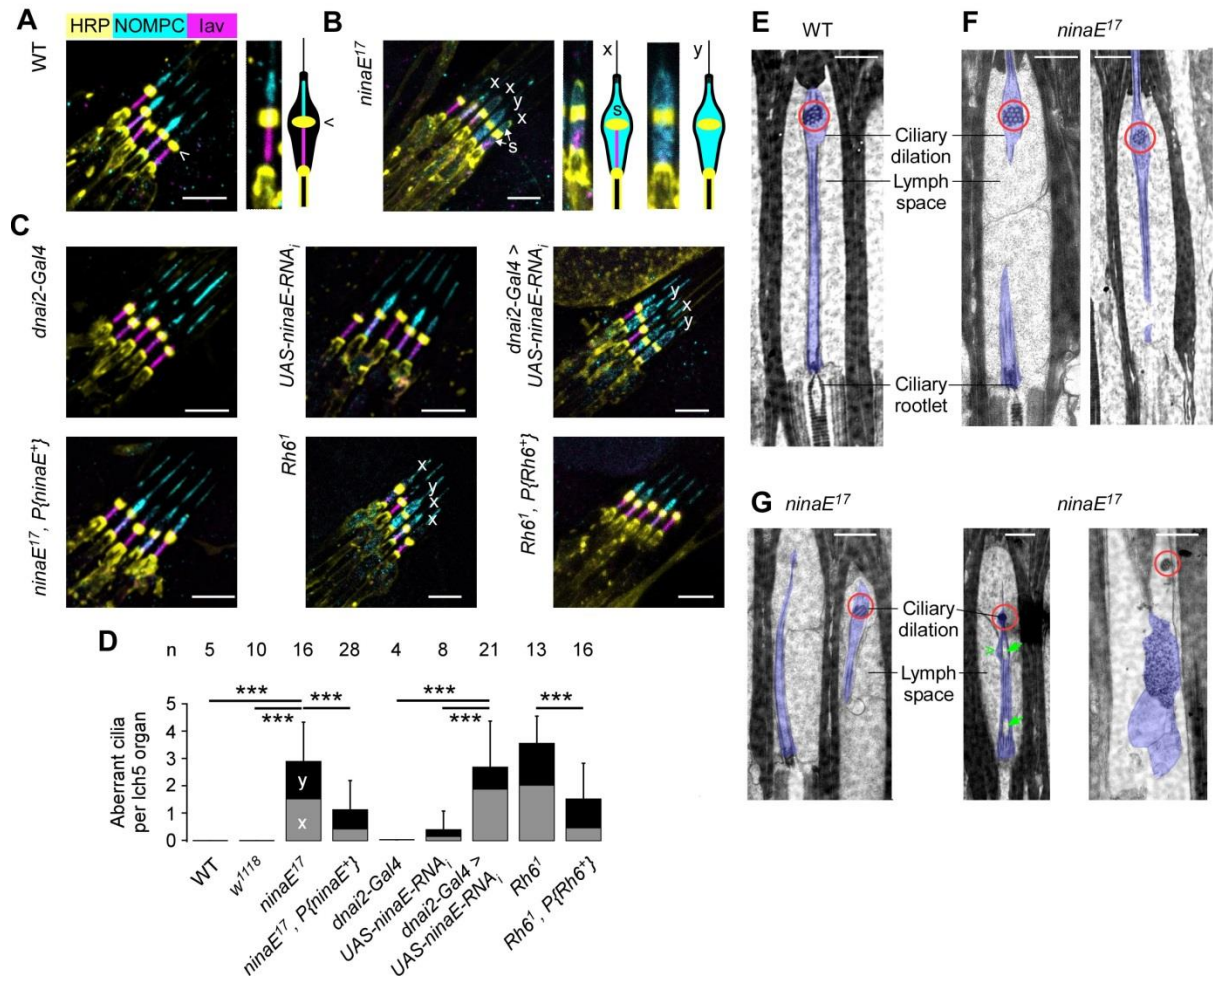 A
HRP NOMPC Iav
WT
<
<
B
ninaE17
x
x
y
x
s
x
s
y
C
dnai2-Gal4
UAS-ninaE-RNAi
dnai2-Gal4 >
UAS-ninaE-RNAi
y
x
y
ninaE17, P{ninaE+}
Rh61
x
y
x
x
Rh61, P{Rh6+}
D
n 5 10 16 28 4 8 21 13 16
*** *** *** ***
*** ***
Aberrant cilia
per lch5 organ
5
4
3
2
1
0
y
x
WT
w1118
ninaE17
ninaE17, P{ninaE+}
dnai2-Gal4
UAS-ninaE-RNAi
dnai2-Gal4 >
UAS-ninaE-RNAi
Rh61
Rh61, P{Rh6+}
E
WT
F
ninaE17
Ciliary
dilation
Lymph
space
Ciliary
rootlet
G
ninaE17
ninaE17
Ciliary
dilation
Lymph
space